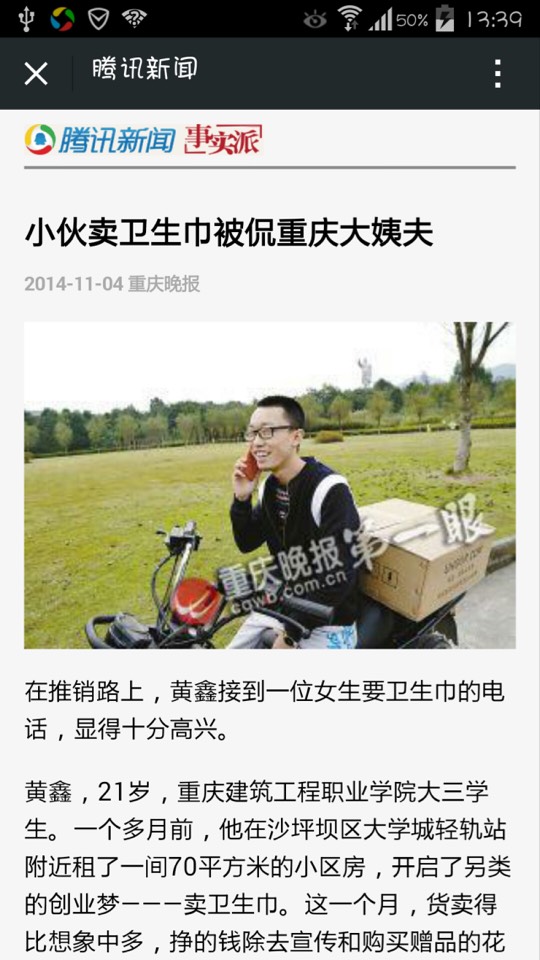 50% 13:39
腾讯新闻
腾讯新闻 事实派
小伙卖卫生巾被侃重庆大姨夫
2014-11-04 重庆晚报
重庆晚报 第一眼
cqwb.com.cn
在推销路上，黄鑫接到一位女生要卫生巾的电
话，显得十分高兴。
黄鑫，21岁，重庆建筑工程职业学院大三学
生。一个多月前，他在沙坪坝区大学城轻轨站
附近租了一间70平方米的小区房，开启了另类
的创业梦———卖卫生巾。这一个月，货卖得
比想象中多，挣的钱除去宣传和购买赠品的花